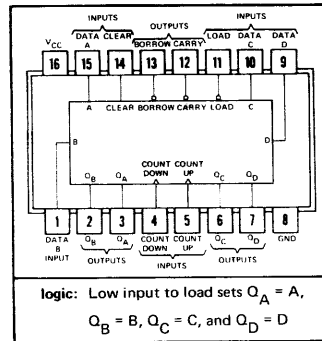 INPUTS INPUTS
OUTPUTS
DATA CLEAR LOAD DATA DATA
VCC A BORROW CARRY C D
16 15 14 13 12 11 10 9
A CLEAR BORROW CARRY LOAD C
B D
QB QA COUNT DOWN COUNT UP QC QD
1 2 3 4 5 6 7 8
DATA QB QA COUNT COUNT QC QD GND
B DOWN UP
INPUT OUTPUTS INPUTS OUTPUTS
logic: Low input to load sets QA = A,
QB = B, QC = C, and QD = D